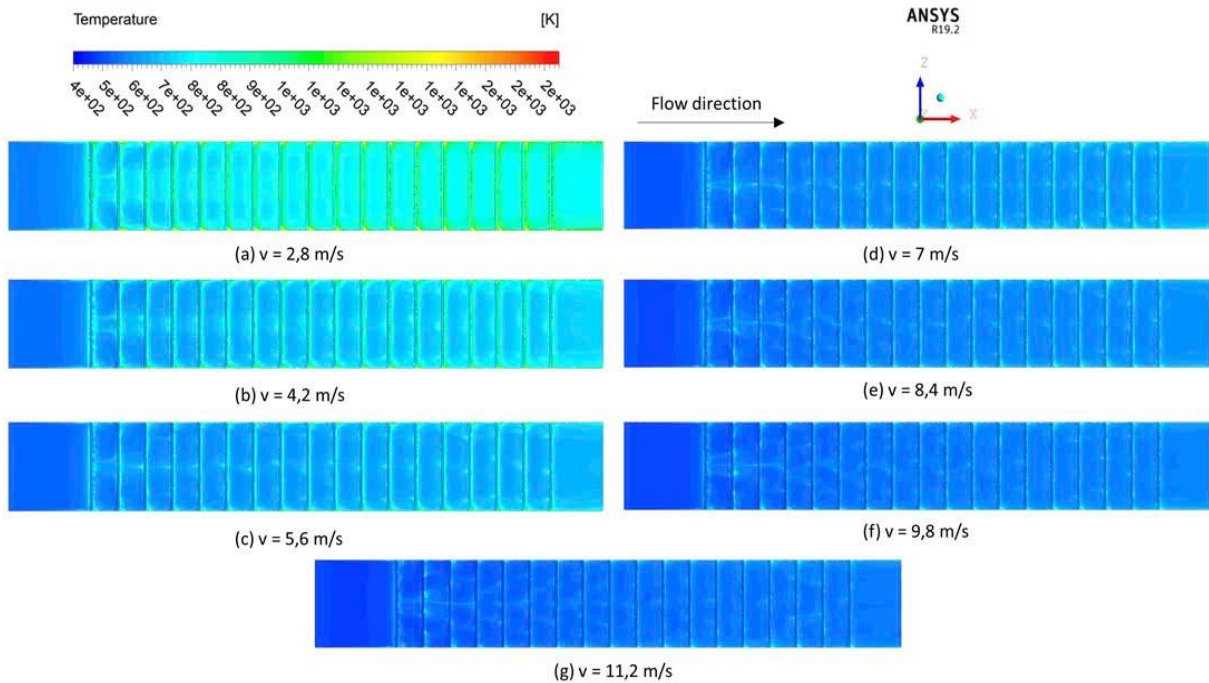 Temperature [K]
ANSYS
R19.2
4e+02 5e+02 6e+02 7e+02 8e+02 8e+02 9e+02 1e+03 1e+03 1e+03 1e+03 1e+03 1e+03 1e+03 2e+03 2e+03 2e+03
Z
Flow direction
X
(a) v = 2,8 m/s
(d) v = 7 m/s
(b) v = 4,2 m/s
(e) v = 8,4 m/s
(c) v = 5,6 m/s
(f) v = 9,8 m/s
(g) v = 11,2 m/s